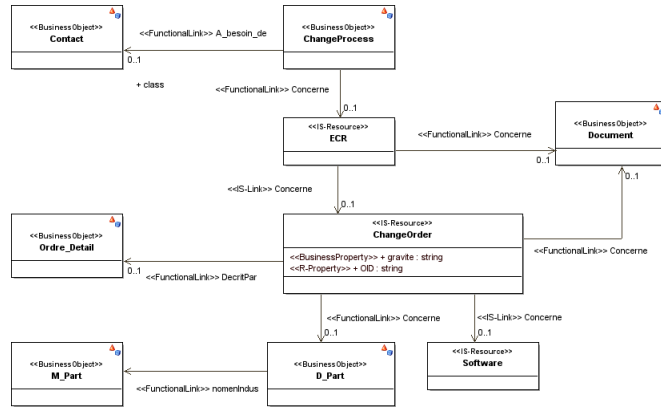 <<BusinessObject>>
Contact
<<FunctionalLink>> A_besoin_de
0..1
+ class
<<BusinessObject>>
ChangeProcess
<<FunctionalLink>> Concerne
0..1
<<IS-Resource>>
ECR
<<FunctionalLink>> Concerne
0..1
<<BusinessObject>>
Document
0..1
<<IS-Link>> Concerne
0..1
<<IS-Resource>>
ChangeOrder
<<BusinessProperty>> + gravite : string
<<R-Property>> + OID : string
<<FunctionalLink>> Concerne
<<BusinessObject>>
Ordre_Detail
0..1
<<FunctionalLink>> DecritPar
<<FunctionalLink>> Concerne
0..1
<<IS-Link>> Concerne
0..1
<<BusinessObject>>
M_Part
<<FunctionalLink>> nomenIndus
<<BusinessObject>>
D_Part
<<IS-Resource>>
Software